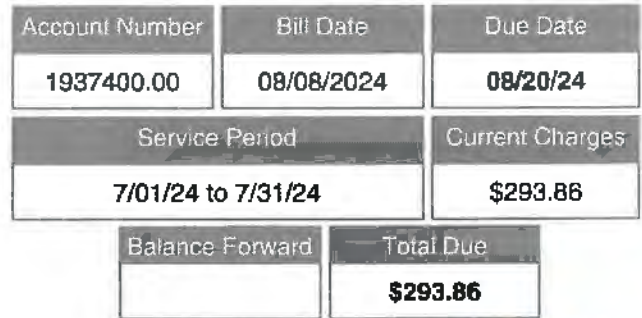 Account Number Bill Date Due Date
1937400.00 08/08/2024 08/20/24
Service Period Current Charges
7/01/24 to 7/31/24 $293.86
Balance Forward Total Due
$293.86